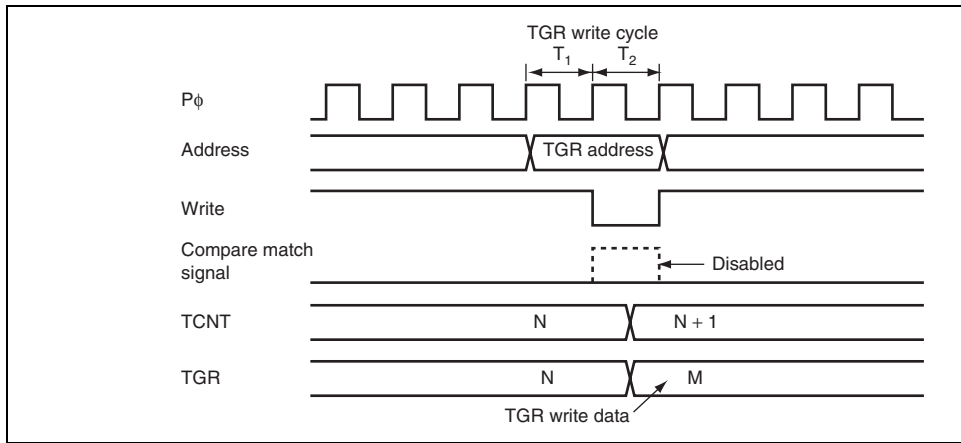 TGR write cycle
T1 T2
Pϕ
Address
TGR address
Write
Compare match
signal
Disabled
TCNT
N
N + 1
TGR
N
M
TGR write data